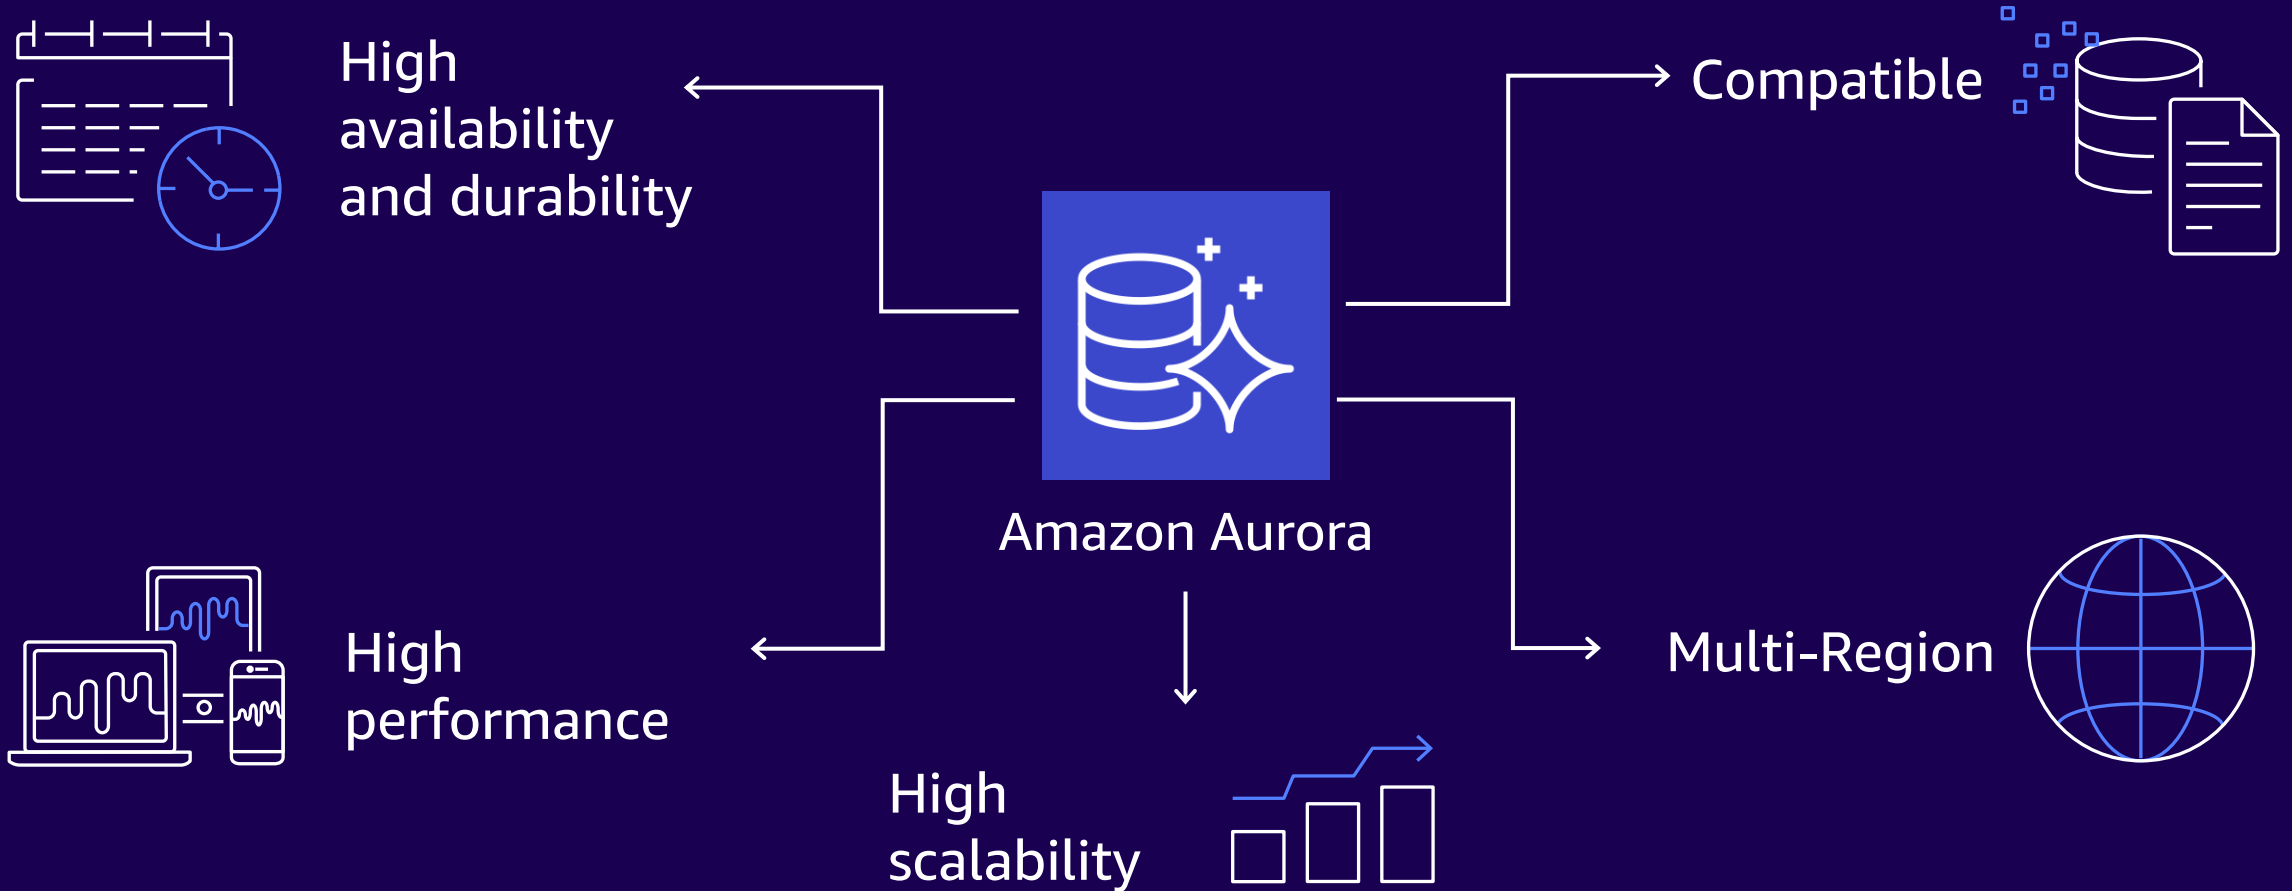 High
availability
and durability
Compatible
Amazon Aurora
High
performance
Multi-Region
High
scalability